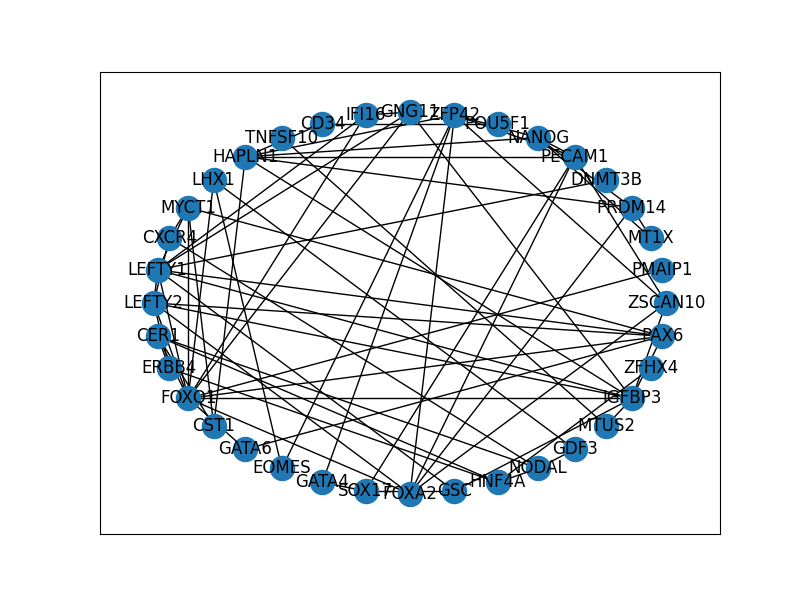 GNG11
IFI16
ZFP42
CD34
POU5F1
TNFSF10
NANOG
HAPLN1
PECAM1
LHX1
DNMT3B
MYCT1
PRDM14
CXCR4
MT1X
LEFTY1
PMAIP1
LEFTY2
ZSCAN10
CER1
PAX6
ERBB4
ZFHX4
FOXQ1
IGFBP3
CST1
MTUS2
GATA6
GDF3
EOMES
NODAL
GATA4
HNF4A
SOX17
GSC
FOXA2